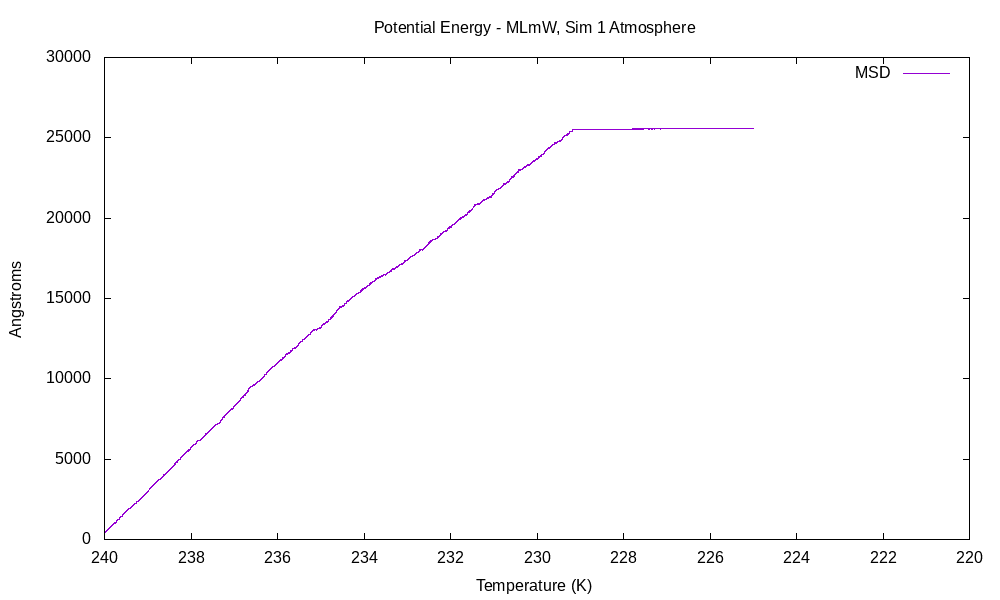 Potential Energy - MLmW, Sim 1 Atmosphere
MSD
30000
25000
20000
15000
10000
5000
0
Angstroms
240 238 236 234 232 230 228 226 224 222 220
Temperature (K)